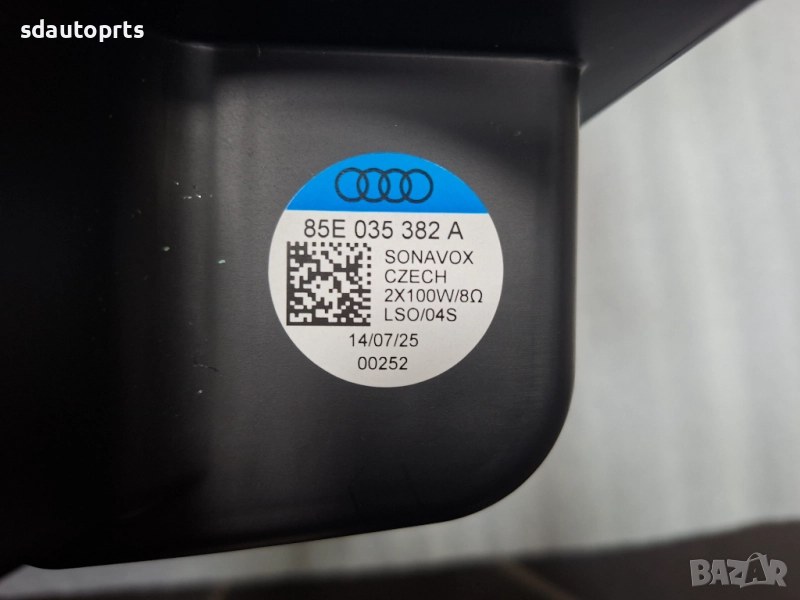 sdautoprts
85E 035 382 A
SONAVOX
CZECH
2X100W/8Ω
LSO/04S
14/07/25
00252
BAZAR